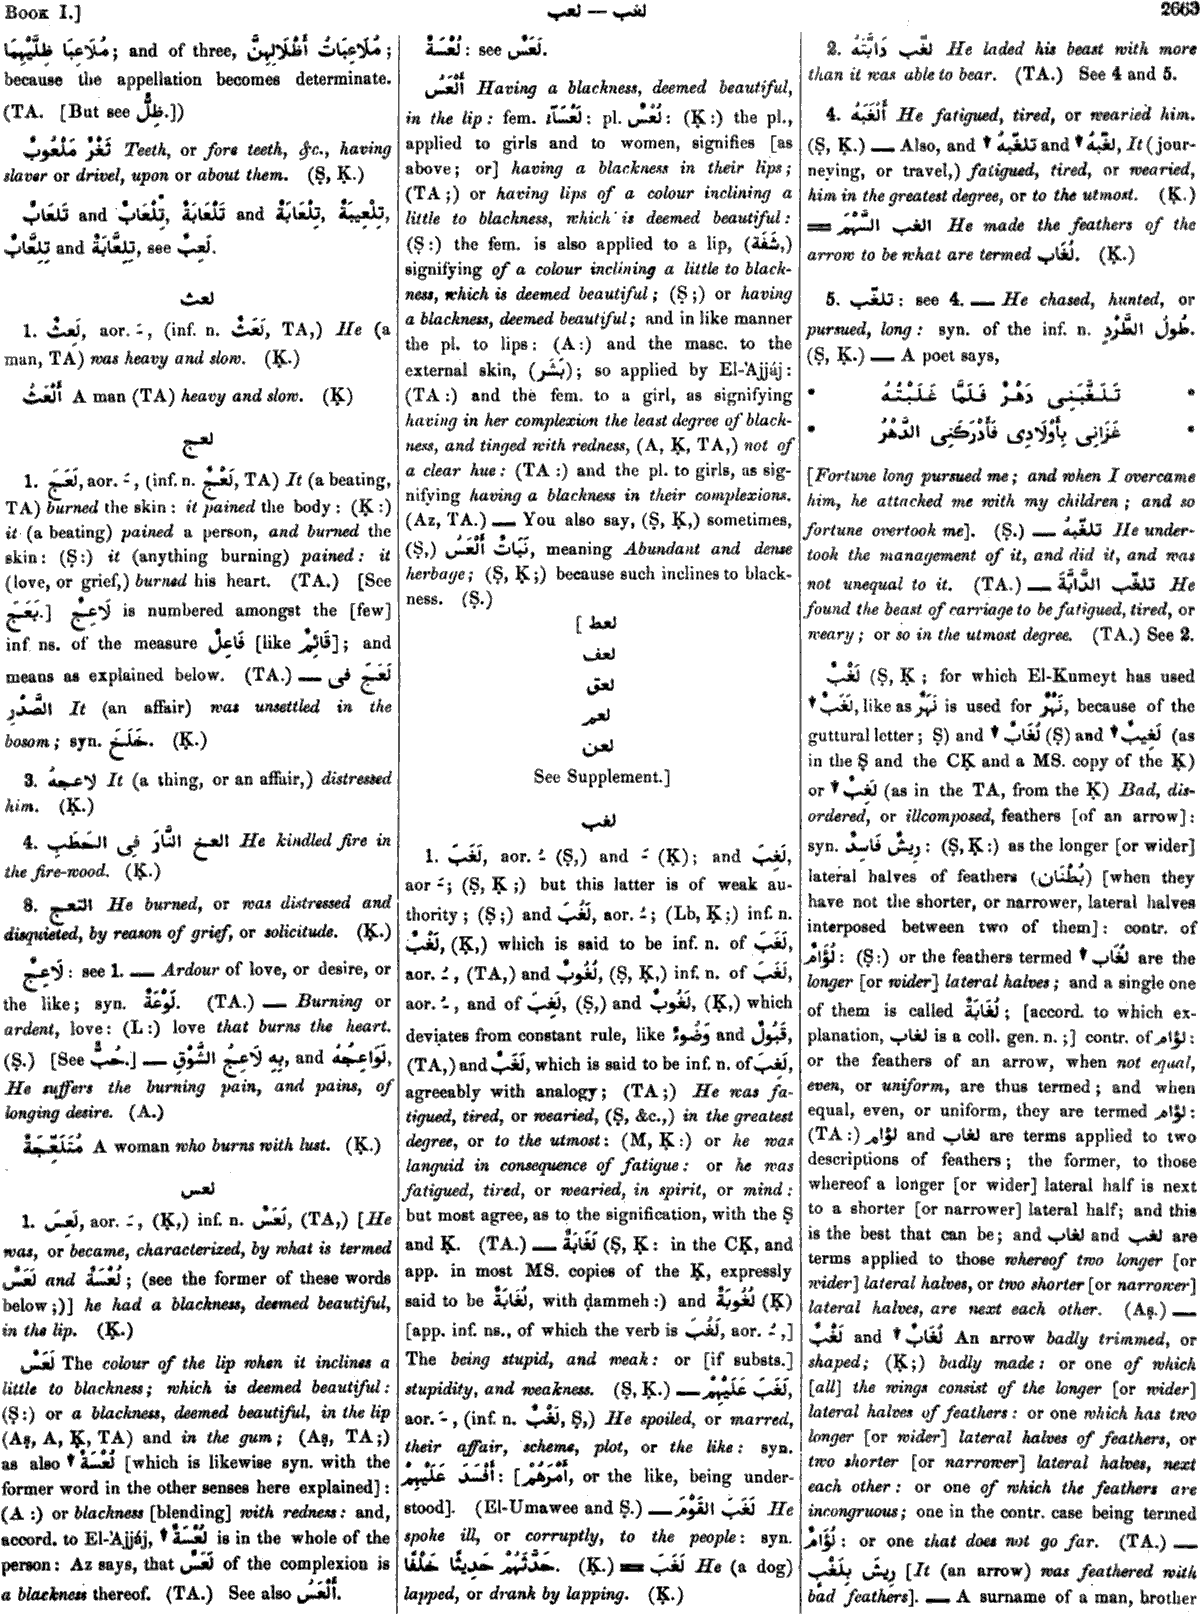 Book I.]
لعب — لغب
2663
مُلَاعِبَا ظِلَّيْهِمَا; and of three, مُلَاعِبَاتُ أَظْلَالِهِنَّ;
because the appellation becomes determinate.
(TA. [But see ظِلٌّ.])
ثَغْرٌ مَلْعُوبٌ Teeth, or fore teeth, &c., having
slaver or drivel, upon or about them. (Ṣ, Ḳ.)
تَلْعَابٌ and تَلْعَابَةٌ, تِلْعَابٌ and تِلْعَابَةٌ, تِلْعِيبَةٌ,
تِلِعَّابٌ and تِلِعَّابَةٌ, see لَعِبٌ.
لعث
1. لَعِثَ, aor. ـَ, (inf. n. لَعَثٌ, TA,) He (a
man, TA) was heavy and slow. (Ḳ.)
أَلْعَثُ A man (TA) heavy and slow. (Ḳ)
لعج
1. لَعَجَ, aor. ـَ, (inf. n. لَعْجٌ, TA) It (a beating,
TA) burned the skin: it pained the body: (Ḳ:)
it (a beating) pained a person, and burned the
skin: (Ṣ:) it (anything burning) pained: it
(love, or grief,) burned his heart. (TA.) [See
بَعَجَ.] لَاعِجٌ is numbered amongst the [few]
inf. ns. of the measure فَاعِلٌ [like قَائِمٌ]; and
means as explained below. (TA.) — لَعَجَ فى
الصَّدْرِ It (an affair) was unsettled in the
bosom; syn. خَلَجَ. (Ḳ.)
3. لاعجهُ It (a thing, or an affair,) distressed
him. (Ḳ.)
4. العج النَّارَ فِى الحَطَبِ He kindled fire in
the fire-wood. (Ḳ.)
8. التعج He burned, or was distressed and
disquieted, by reason of grief, or solicitude. (Ḳ.)
لَاعِجٌ: see 1. — Ardour of love, or desire, or
the like; syn. لَوْعَةٌ. (TA.) — Burning or
ardent, love: (L:) love that burns the heart.
(Ṣ.) [See حُبٌّ.] — بِهِ لَاعِجُ الشَّوْقِ, and لَوَاعِجُهُ,
He suffers the burning pain, and pains, of
longing desire. (A.)
مُتَلَعِّجَةٌ A woman who burns with lust. (Ḳ.)
لعس
1. لَعِسَ, aor. ـَ, (Ḳ,) inf. n. لَعَسٌ, (TA,) [He
was, or became, characterized, by what is termed
لَعَسٌ and لُعْسَةٌ; (see the former of these words
below;)] he had a blackness, deemed beautiful,
in the lip. (Ḳ.)
لَعَسٌ The colour of the lip when it inclines a
little to blackness; which is deemed beautiful:
(Ṣ:) or a blackness, deemed beautiful, in the lip
(Aṣ, A, Ḳ, TA) and in the gum; (Aṣ, TA;)
as also لُعْسَةٌ [which is likewise syn. with the
former word in the other senses here explained]:
(A:) or blackness [blending] with redness: and,
accord. to El-'Ajjáj, لُعْسَةٌ is in the whole of the
person: Az says, that لَعَسٌ of the complexion is
a blackness thereof. (TA.) See also أَلْعَسُ.
لُعْسَةٌ: see لَعَسٌ.
أَلْعَسُ Having a blackness, deemed beautiful,
in the lip: fem. لَعْسَآءُ: pl. لُعْسٌ: (Ḳ:) the pl.,
applied to girls and to women, signifies [as
above; or] having a blackness in their lips;
(TA;) or having lips of a colour inclining a
little to blackness, which is deemed beautiful:
(Ṣ:) the fem. is also applied to a lip, (شَفَة,)
signifying of a colour inclining a little to black-
ness, which is deemed beautiful; (Ṣ;) or having
a blackness, deemed beautiful; and in like manner
the pl. to lips: (A:) and the masc. to the
external skin, (بَشَر); so applied by El-'Ajjáj:
(TA:) and the fem. to a girl, as signifying
having in her complexion the least degree of black-
ness, and tinged with redness, (A, Ḳ, TA,) not of
a clear hue: (TA:) and the pl. to girls, as sig-
nifying having a blackness in their complexions.
(Az, TA.) — You also say, (Ṣ, Ḳ,) sometimes,
(Ṣ,) نَبَاتٌ أَلْعَسُ, meaning Abundant and dense
herbage; (Ṣ, Ḳ;) because such inclines to black-
ness. (Ṣ.)
[ لعط
لعف
لعق
لعم
لعن
See Supplement.]
لغب
1. لَغَبَ, aor. ـُ (Ṣ,) and ـَ (Ḳ); and لَغِبَ,
aor ـَ; (Ṣ, Ḳ;) but this latter is of weak au-
thority; (Ṣ;) and لَغُبَ, aor. ـُ; (Lb, Ḳ;) inf. n.
لَغْبٌ, (Ḳ,) which is said to be inf. n. of لَغَبَ,
aor. ـُ, (TA,) and لُغُوبٌ, (Ṣ, Ḳ,) inf. n. of لَغَبَ,
aor. ـُ, and of لَغِبَ, (Ṣ,) and لَغُوبٌ, (Ḳ,) which
deviates from constant rule, like وَضُوءٌ and قَبُولٌ,
(TA,) and لَغَبٌ, which is said to be inf. n. of لَغِبَ,
agreeably with analogy; (TA;) He was fa-
tigued, tired, or wearied, (Ṣ, &c.,) in the greatest
degree, or to the utmost: (M, Ḳ:) or he was
languid in consequence of fatigue: or he was
fatigued, tired, or wearied, in spirit, or mind:
but most agree, as to the signification, with the Ṣ
and Ḳ. (TA.) — لَغَابَةٌ (Ṣ, Ḳ: in the CḲ, and
app. in most MS. copies of the Ḳ, expressly
said to be لُغَابَةٌ, with ḍammeh:) and لُغُوبَةٌ (Ḳ)
[app. inf. ns., of which the verb is لَغُبَ, aor. ـُ,]
The being stupid, and weak: or [if substs.]
stupidity, and weakness. (Ṣ, Ḳ.) — لَغَبَ عَلَيْهِمْ,
aor. ـَ, (inf. n. لَغْبٌ, Ṣ,) He spoiled, or marred,
their affair, scheme, plot, or the like: syn.
أَفْسَدَ عَلَيْهِمْ: [أَمْرَهُمْ, or the like, being under-
stood]. (El-Umawee and Ṣ.) — لَغَبَ القَوْمَ He
spoke ill, or corruptly, to the people: syn.
حَدَّثَهُمْ حَدِيثًا خَلْفًا. (Ḳ.) = لَغَبَ He (a dog)
lapped, or drank by lapping. (Ḳ.)
2. لغّب دَابَّتَهُ He laded his beast with more
than it was able to bear. (TA.) See 4 and 5.
4. أَلْغَبَهُ He fatigued, tired, or wearied him.
(Ṣ, Ḳ.) — Also, and تلغّبهُ and لغّبهُ, It (jour-
neying, or travel,) fatigued, tired, or wearied,
him in the greatest degree, or to the utmost. (Ḳ.)
= الغب السَّهْمَ He made the feathers of the
arrow to be what are termed لُغَاب. (Ḳ.)
5. تلغّب: see 4. — He chased, hunted, or
pursued, long: syn. of the inf. n. طُولُ الطَّرْدِ.
(Ṣ, Ḳ.) — A poet says,
* تَلَغَّبَنِى دَهْرٌ فَلَمَّا غَلَبْتُهُ *
* غَزَانِى بِأَوْلَادِى فَأَدْرَكَنِى الدَّهْرُ *
[Fortune long pursued me; and when I overcame
him, he attacked me with my children; and so
fortune overtook me]. (Ṣ.) — تلغّبهُ He under-
took the management of it, and did it, and was
not unequal to it. (TA.) — تلغّب الدَّابَّةَ He
found the beast of carriage to be fatigued, tired, or
weary; or so in the utmost degree. (TA.) See 2.
لَغْبٌ (Ṣ, Ḳ; for which El-Kumeyt has used
لَغَبٌ, like as نَهَرٌ is used for نَهْرٌ, because of the
guttural letter; Ṣ) and لُغَابٌ (Ṣ) and لَغِيبٌ (as
in the Ṣ and the CḲ and a MS. copy of the Ḳ)
or لَغِبٌ (as in the TA, from the Ḳ) Bad, dis-
ordered, or illcomposed, feathers [of an arrow]:
syn. رِيشٌ فَاسِدٌ: (Ṣ, Ḳ:) as the longer [or wider]
lateral halves of feathers (بُطْنَان) [when they
have not the shorter, or narrower, lateral halves
interposed between two of them]: contr. of
لُؤَامٌ: (Ṣ:) or the feathers termed لُغَاب are the
longer [or wider] lateral halves; and a single one
of them is called لُغَابَةٌ; [accord. to which ex-
planation, لغاب is a coll. gen. n.;] contr. of لؤام:
or the feathers of an arrow, when not equal,
even, or uniform, are thus termed; and when
equal, even, or uniform, they are termed لؤام:
(TA:) لؤام and لغاب are terms applied to two
descriptions of feathers; the former, to those
whereof a longer [or wider] lateral half is next
to a shorter [or narrower] lateral half; and this
is the best that can be; and لغاب and لغب are
terms applied to those whereof two longer [or
wider] lateral halves, or two shorter [or narrower]
lateral halves, are next each other. (Aṣ.) —
لَغْبٌ and لُغَابٌ An arrow badly trimmed, or
shaped; (Ḳ;) badly made: or one of which
[all] the wings consist of the longer [or wider]
lateral halves of feathers: or one which has two
longer [or wider] lateral halves of feathers, or
two shorter [or narrower] lateral halves, next
each other: or one of which the feathers are
incongruous; one in the contr. case being termed
لُؤَامٌ: or one that does not go far. (TA.) —
رِيشَ بِلَغْبٍ [It (an arrow) was feathered with
bad feathers]. — A surname of a man, brother